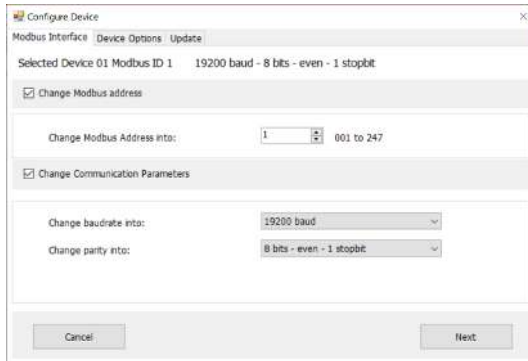 Configure Device
Modbus Interface Device Options Update
Selected Device 01 Modbus ID 1 19200 baud - 8 bits - even - 1 stopbit
Change Modbus address
Change Modbus Address into: 1 001 to 247
Change Communication Parameters
Change baudrate into: 19200 baud
Change parity into: 8 bits - even - 1 stopbit
Cancel Next